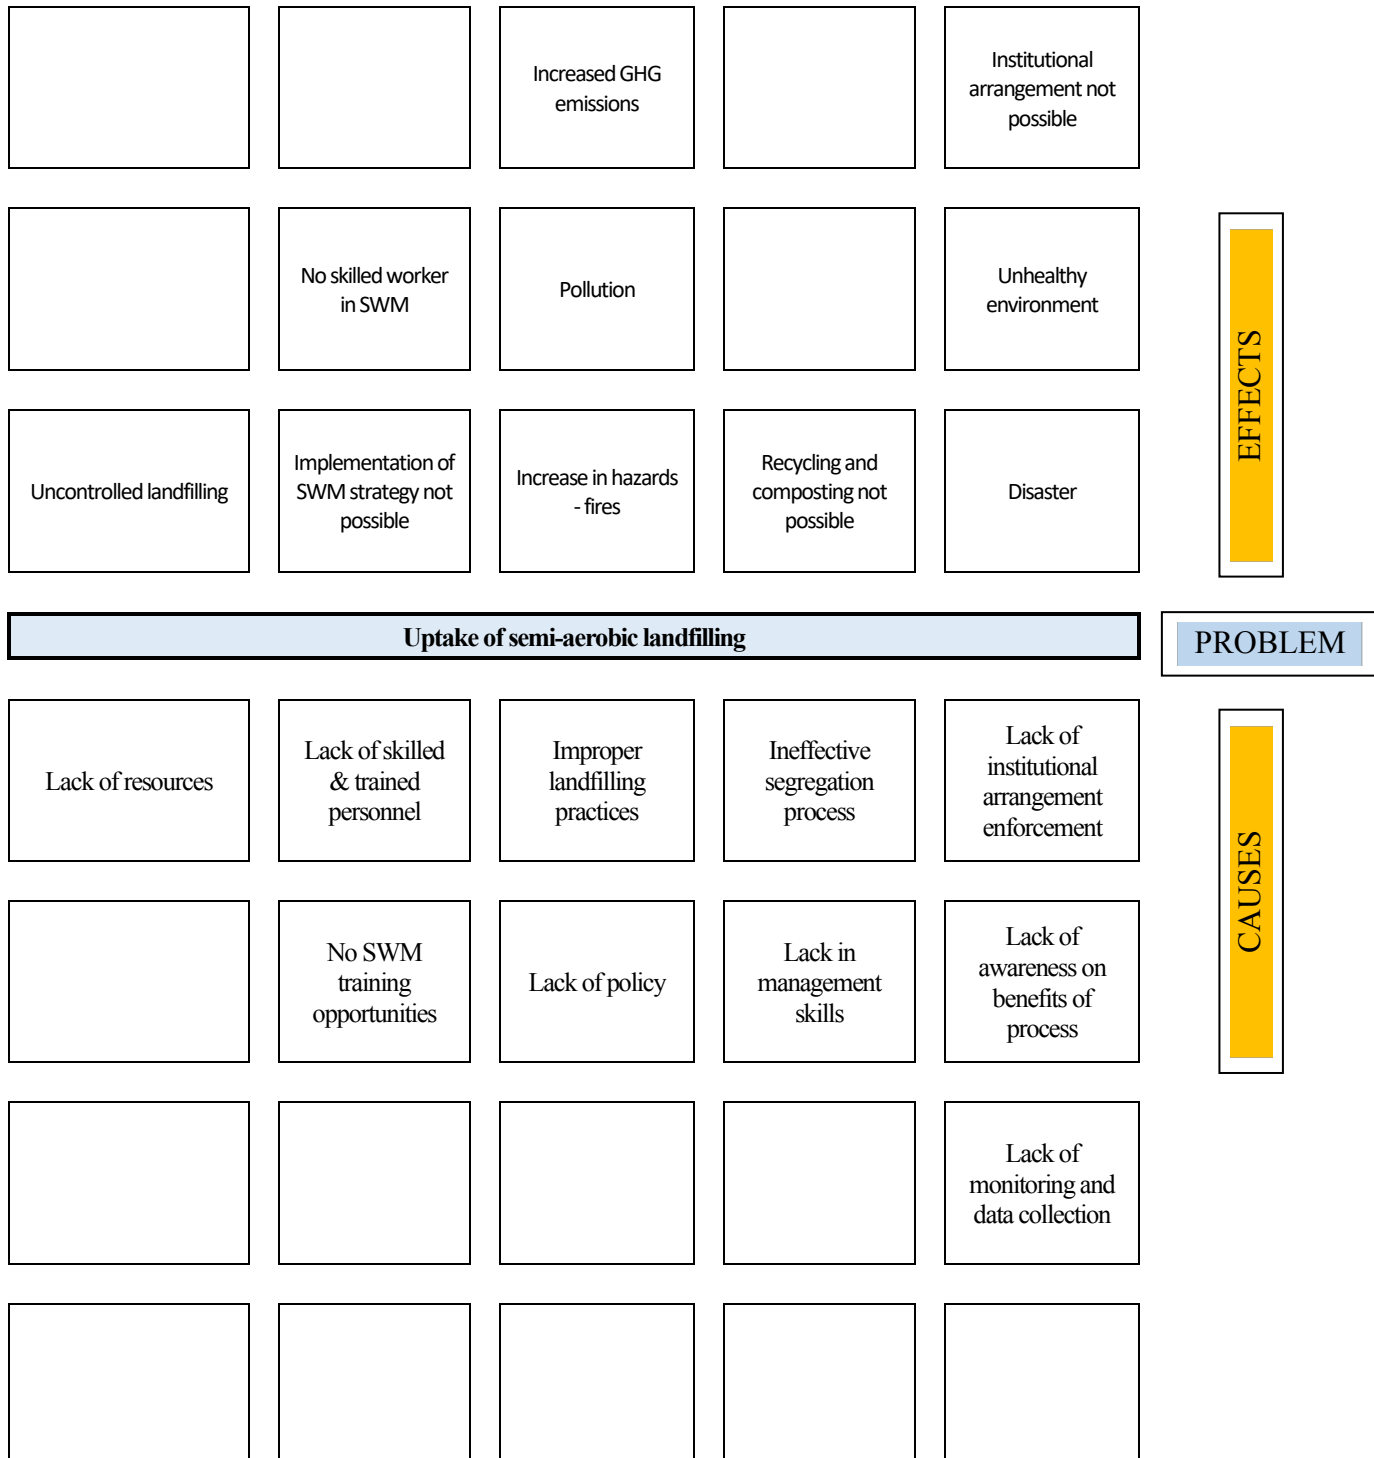 Increased GHG
emissions
Institutional
arrangement not
possible
No skilled worker
in SWM
Pollution
Unhealthy
environment
EFFECTS
Uncontrolled landfilling
Implementation of
SWM strategy not
possible
Increase in hazards
- fires
Recycling and
composting not
possible
Disaster
Uptake of semi-aerobic landfilling
PROBLEM
Lack of resources
Lack of skilled
& trained
personnel
Improper
landfilling
practices
Ineffective
segregation
process
Lack of
institutional
arrangement
enforcement
CAUSES
No SWM
training
opportunities
Lack of policy
Lack in
management
skills
Lack of
awareness on
benefits of
process
Lack of
monitoring and
data collection